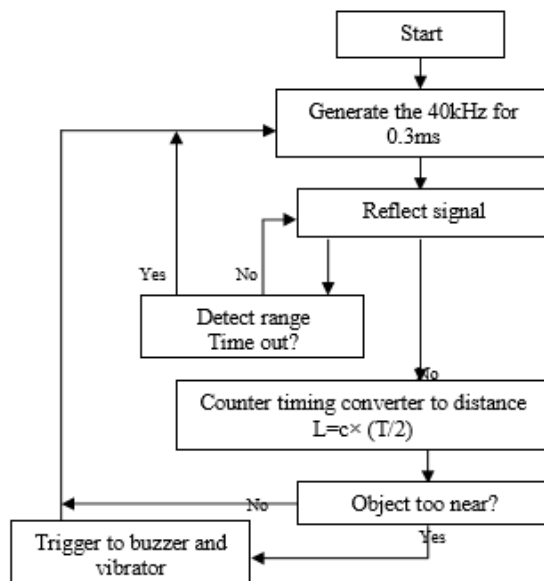 Start
Generate the 40kHz for
0.3ms
Reflect signal
Yes
No
Detect range
Time out?
No
Counter timing converter to distance
L=c× (T/2)
No
Object too near?
Yes
Trigger to buzzer and
vibrator